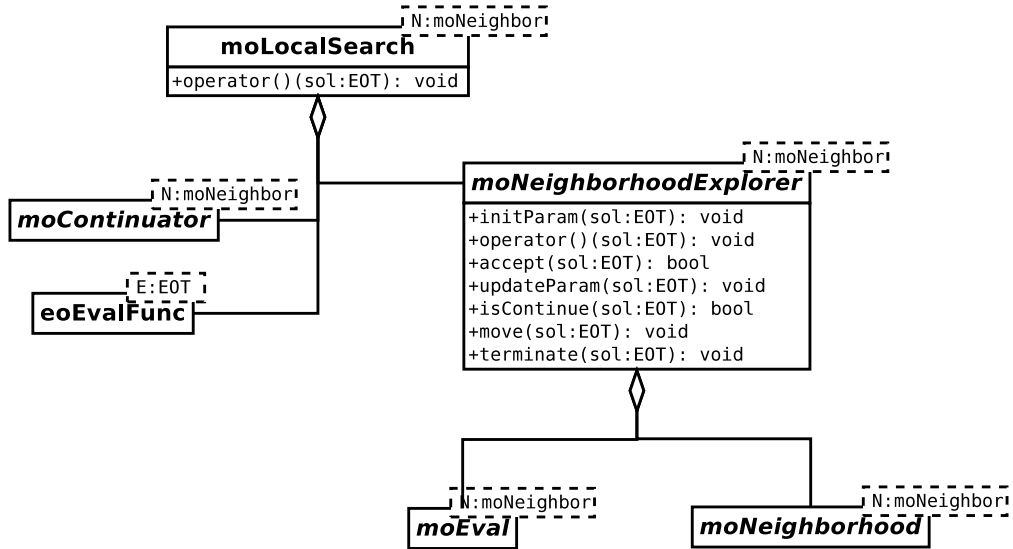 N:moNeighbor
moLocalSearch
+operator()(sol:EOT): void
N:moNeighbor
moNeighborhoodExplorer
+initParam(sol:EOT): void
+operator()(sol:EOT): void
+accept(sol:EOT): bool
+updateParam(sol:EOT): void
+isContinue(sol:EOT): bool
+move(sol:EOT): void
+terminate(sol:EOT): void
N:moNeighbor
moContinuator
E:EOT
eoEvalFunc
N:moNeighbor
moEval
N:moNeighbor
moNeighborhood